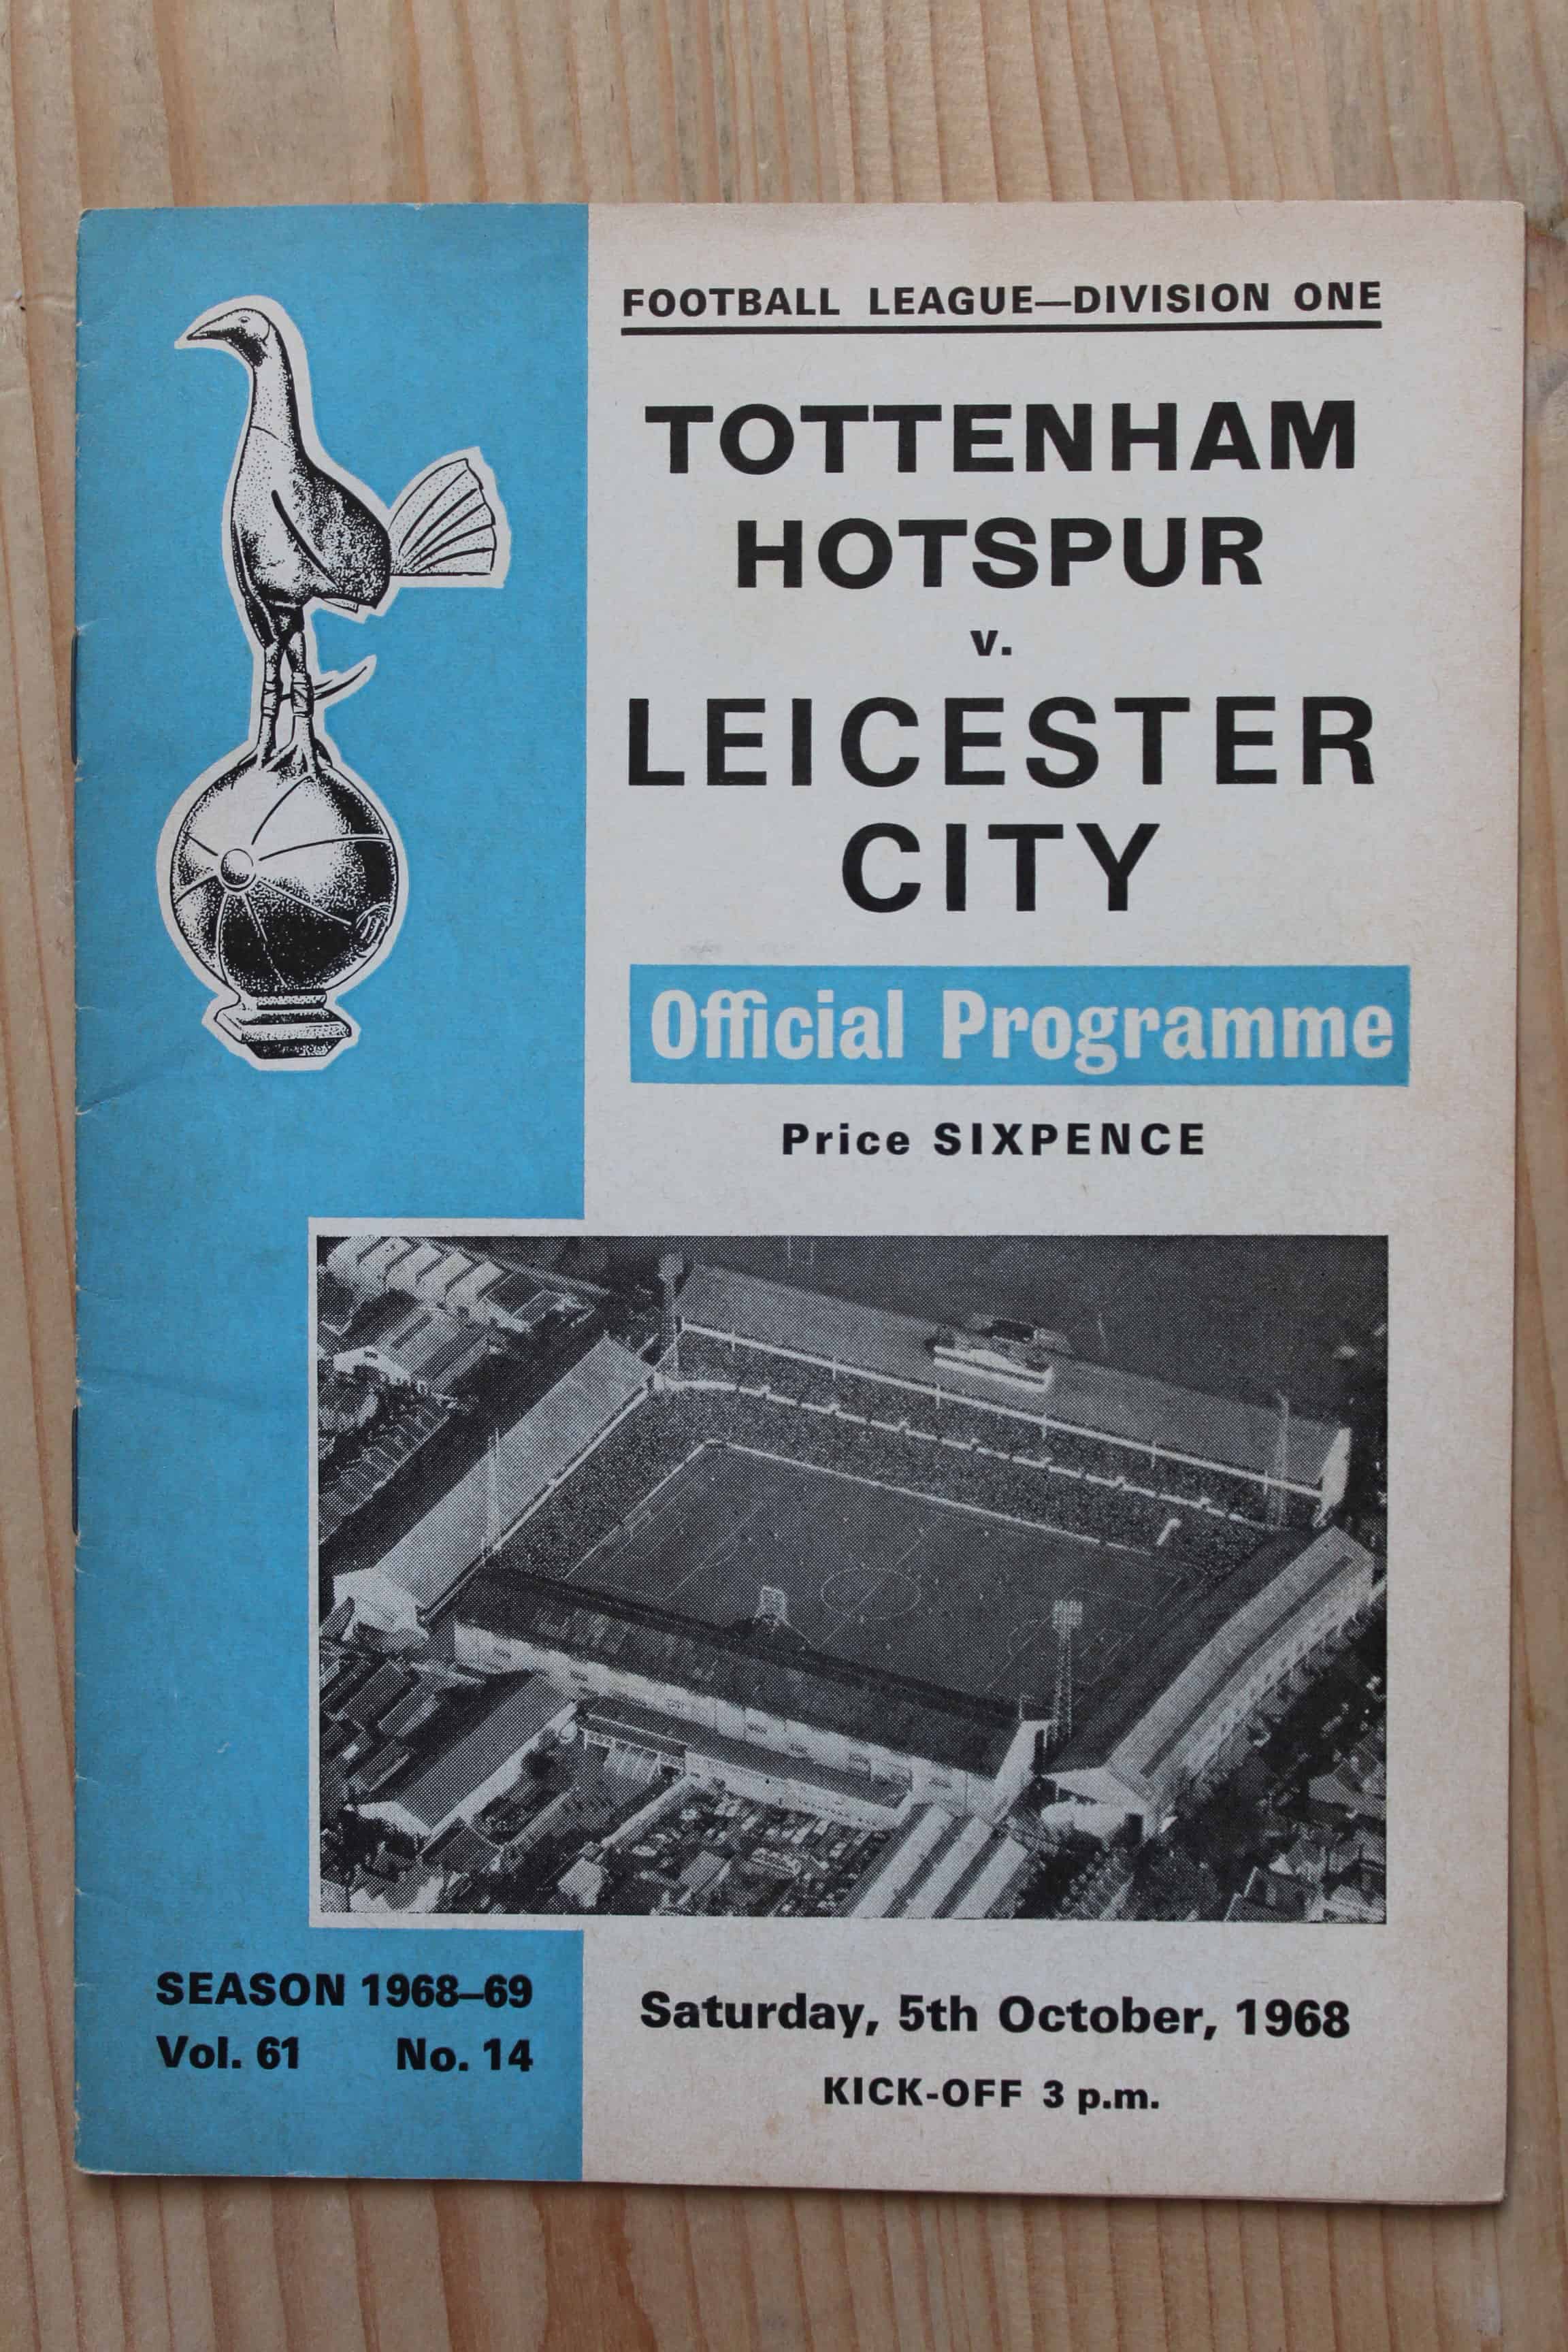 FOOTBALL LEAGUE—DIVISION ONE
TOTTENHAM
HOTSPUR
v.
LEICESTER
CITY
Official Programme
Price SIXPENCE
SEASON 1968–69
Vol. 61 No. 14
Saturday, 5th October, 1968
KICK-OFF 3 p.m.